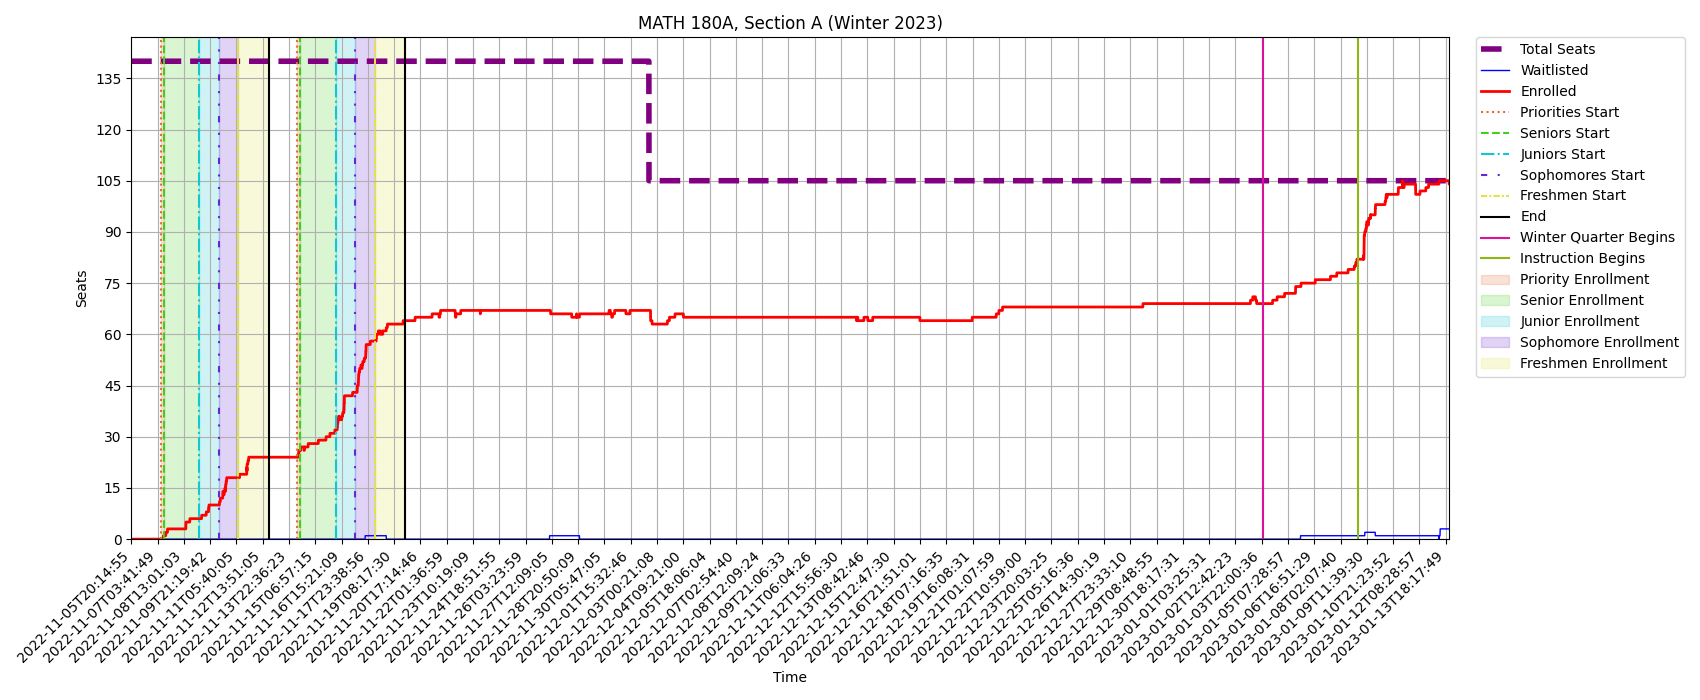 MATH 180A, Section A (Winter 2023)
Seats
135
120
105
90
75
60
45
30
15
0
2022-11-05T20:14:55
2022-11-07T03:41:49
2022-11-08T13:01:03
2022-11-09T21:19:42
2022-11-11T05:40:05
2022-11-12T13:51:05
2022-11-13T22:36:23
2022-11-15T06:57:15
2022-11-16T15:21:09
2022-11-17T23:38:56
2022-11-19T08:17:30
2022-11-20T17:14:46
2022-11-22T01:36:59
2022-11-23T10:19:09
2022-11-24T18:51:55
2022-11-26T03:23:59
2022-11-27T12:09:05
2022-11-28T20:50:09
2022-11-30T05:47:05
2022-12-01T15:32:46
2022-12-03T00:21:08
2022-12-04T09:21:00
2022-12-05T18:06:04
2022-12-07T02:54:40
2022-12-08T12:09:24
2022-12-09T21:06:33
2022-12-11T06:04:26
2022-12-12T15:56:30
2022-12-13T08:42:46
2022-12-15T12:47:30
2022-12-16T21:51:01
2022-12-18T07:16:35
2022-12-19T16:08:31
2022-12-21T01:07:59
2022-12-22T10:59:00
2022-12-23T20:03:25
2022-12-25T05:16:36
2022-12-26T14:30:19
2022-12-27T23:33:10
2022-12-29T08:48:55
2022-12-30T18:17:31
2023-01-01T03:25:31
2023-01-02T12:42:23
2023-01-03T22:00:36
2023-01-05T07:28:57
2023-01-06T16:51:29
2023-01-08T02:07:40
2023-01-09T11:39:30
2023-01-10T21:23:52
2023-01-12T08:28:57
2023-01-13T18:17:49
Time
Total Seats
Waitlisted
Enrolled
Priorities Start
Seniors Start
Juniors Start
Sophomores Start
Freshmen Start
End
Winter Quarter Begins
Instruction Begins
Priority Enrollment
Senior Enrollment
Junior Enrollment
Sophomore Enrollment
Freshmen Enrollment